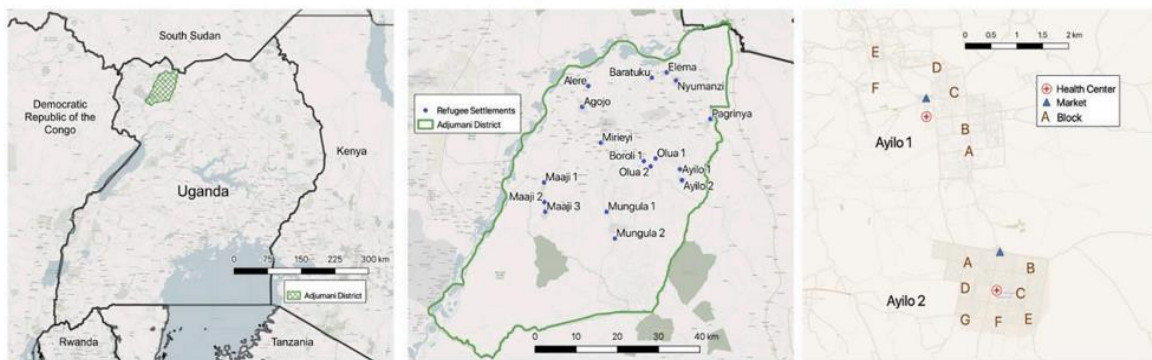 South Sudan
Democratic
Republic of the
Congo
Uganda
Kenya
0 75 150 225 300 km
Adjumani District
Rwanda
Tanzania
Refugee Settlements
Adjumani District
Elema
Baratuku
Nyumanzi
Alere
Agojo
Pagrinya
Mirieyi
Boroli 1
Olua 1
Olua 2
Ayilo 1
Ayilo 2
Maaji 1
Maaji 2
Maaji 3
Mungula 1
Mungula 2
0 10 20 30 40 km
0 0.5 1 1.5 2 km
Health Center
Market
A Block
E
D
F
C
B
Ayilo 1
A
A
B
D
C
Ayilo 2
G
F
E